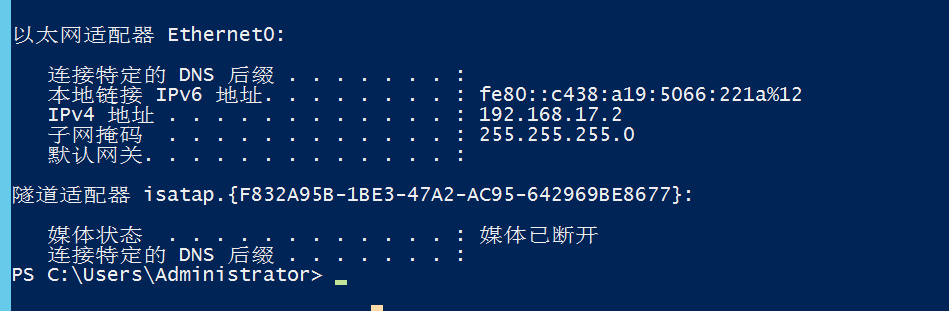 以太网适配器 Ethernet0:
连接特定的 DNS 后缀 . . . . . . . :
本地链接 IPv6 地址. . . . . . . . : fe80::c438:a19:5066:221a%12
IPv4 地址 . . . . . . . . . . . . : 192.168.17.2
子网掩码  . . . . . . . . . . . . : 255.255.255.0
默认网关. . . . . . . . . . . . . :
隧道适配器 isatap.{F832A95B-1BE3-47A2-AC95-642969BE8677}:
媒体状态  . . . . . . . . . . . . : 媒体已断开
连接特定的 DNS 后缀 . . . . . . . :
PS C:\Users\Administrator>